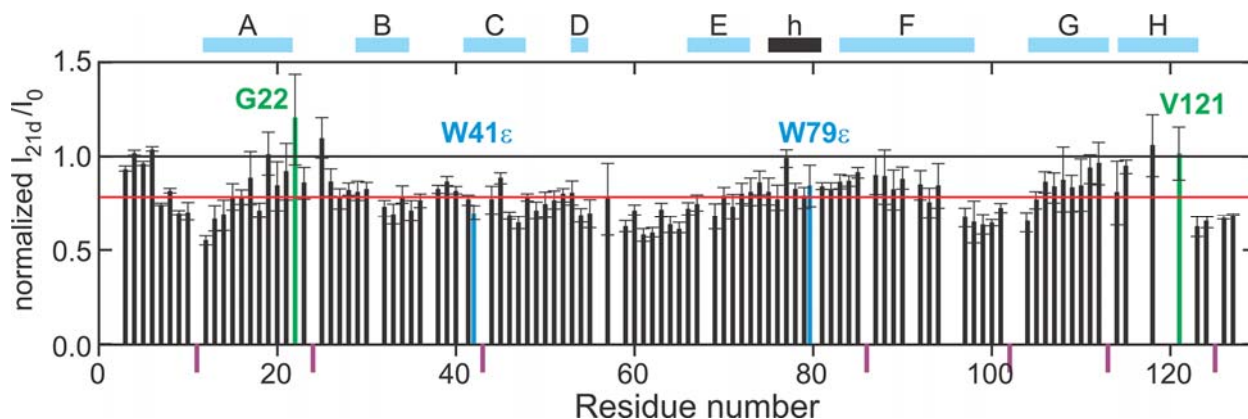 A B C D E h F G H
normalized I21d/I0
1.5
1.0
0.5
0.0
G22
W41ε
W79ε
V121
0 20 40 60 80 100 120
Residue number